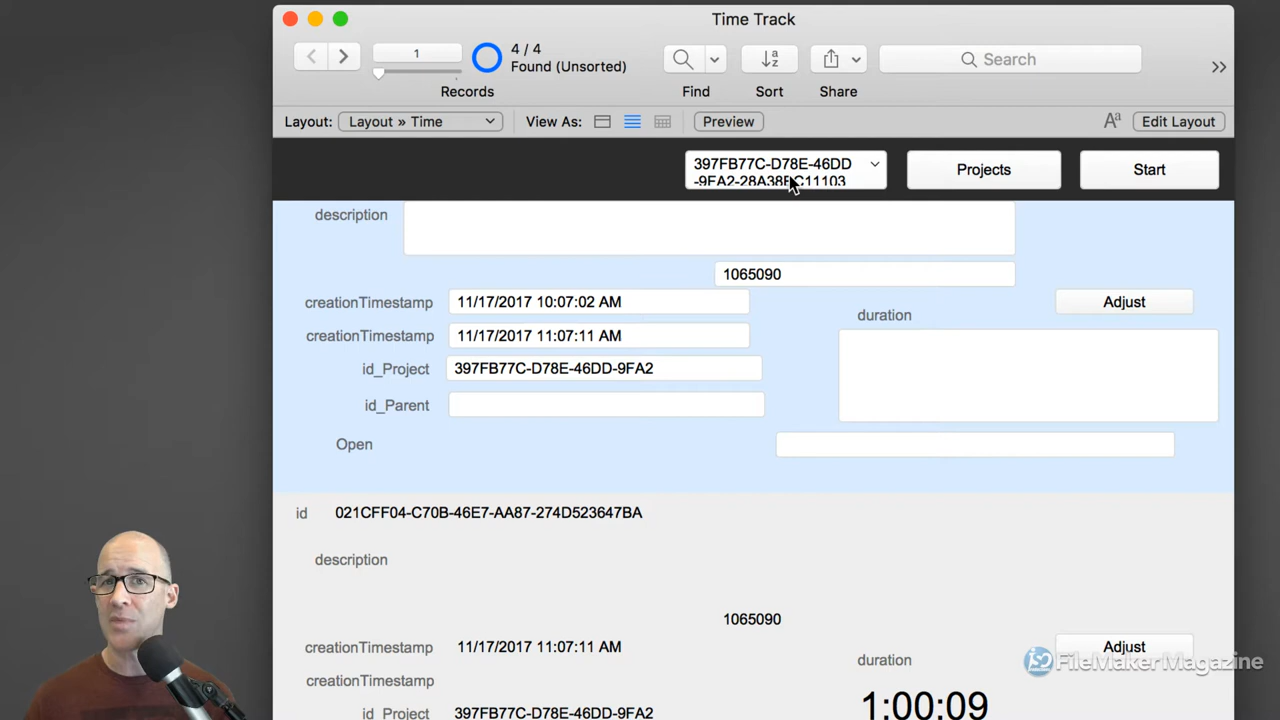 Time Track
1
4 / 4
Found (Unsorted)
Search
Records
Find
Sort
Share
Layout:
Layout » Time
View As:
Preview
Aa
Edit Layout
397FB77C-D78E-46DD
-9FA2-28A38BC11103
Projects
Start
description
1065090
creationTimestamp
11/17/2017 10:07:02 AM
Adjust
duration
creationTimestamp
11/17/2017 11:07:11 AM
id_Project
397FB77C-D78E-46DD-9FA2
id_Parent
Open
id
021CFF04-C70B-46E7-AA87-274D523647BA
description
1065090
creationTimestamp
11/17/2017 11:07:11 AM
Adjust
duration
FileMakerMagazine
creationTimestamp
id_Project
397FB77C-D78E-46DD-9FA2
1:00:09